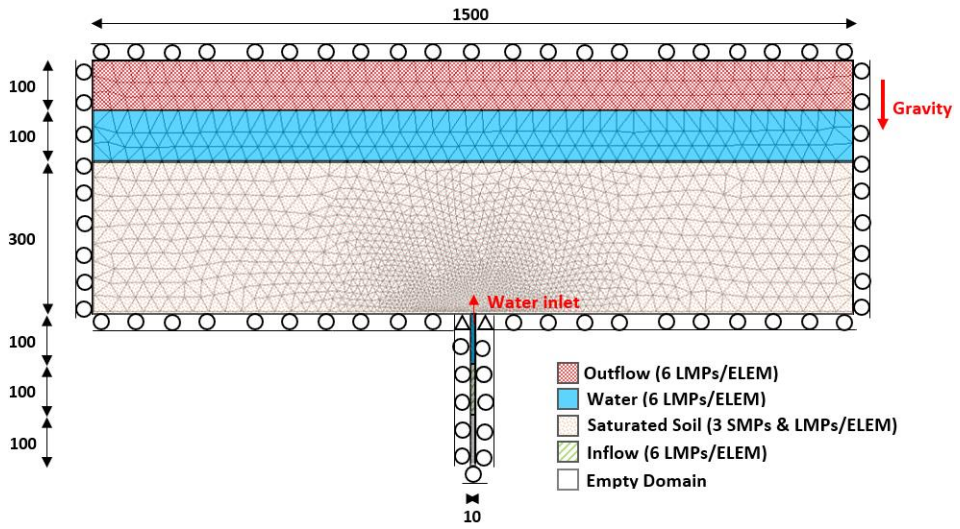 1500
100
Gravity
100
300
Water inlet
100
100
100
Outflow (6 LMPs/ELEM)
Water (6 LMPs/ELEM)
Saturated Soil (3 SMPs & LMPs/ELEM)
Inflow (6 LMPs/ELEM)
Empty Domain
10